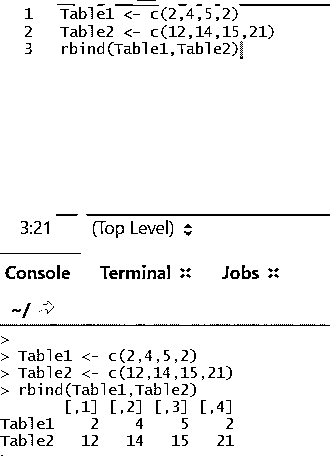 1 Table1 <- c(2,4,5,2)
2 Table2 <- c(12,14,15,21)
3 rbind(Table1,Table2)
3:21 (Top Level)
Console Terminal × Jobs ×
~/
>
> Table1 <- c(2,4,5,2)
> Table2 <- c(12,14,15,21)
> rbind(Table1,Table2)
[,1] [,2] [,3] [,4]
Table1 2 4 5 2
Table2 12 14 15 21